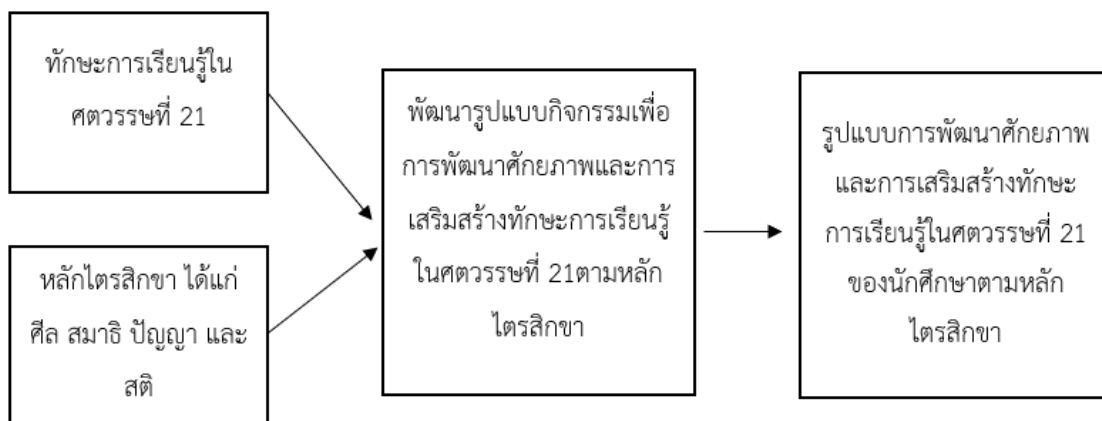 ทักษะการเรียนรู้ใน
ศตวรรษที่ 21
หลักไตรสิกขา ได้แก่
ศีล สมาธิ ปัญญา และ
สติ
พัฒนารูปแบบกิจกรรมเพื่อ
การพัฒนาศักยภาพและการ
เสริมสร้างทักษะการเรียนรู้
ในศตวรรษที่ 21ตามหลัก
ไตรสิกขา
รูปแบบการพัฒนาศักยภาพ
และการเสริมสร้างทักษะ
การเรียนรู้ในศตวรรษที่ 21
ของนักศึกษาตามหลัก
ไตรสิกขา